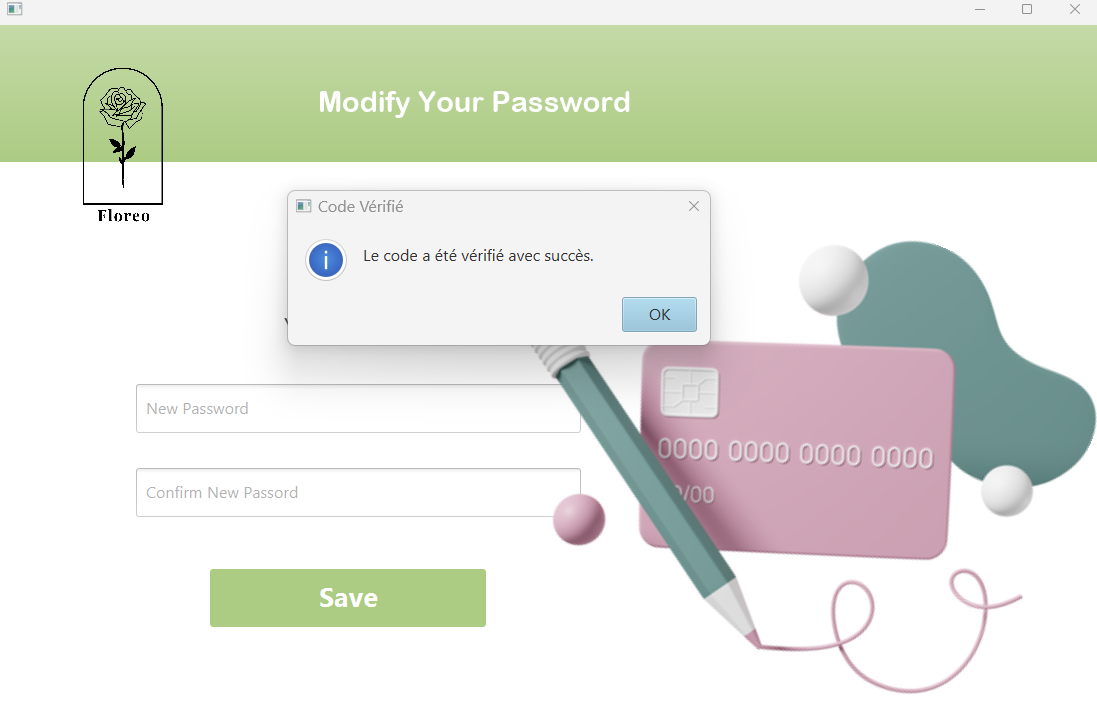 Modify Your Password
Floreo
Code Vérifié
Le code a été vérifié avec succès.
OK
New Password
Confirm New Passord
Save
0000 0000 0000 0000
/00